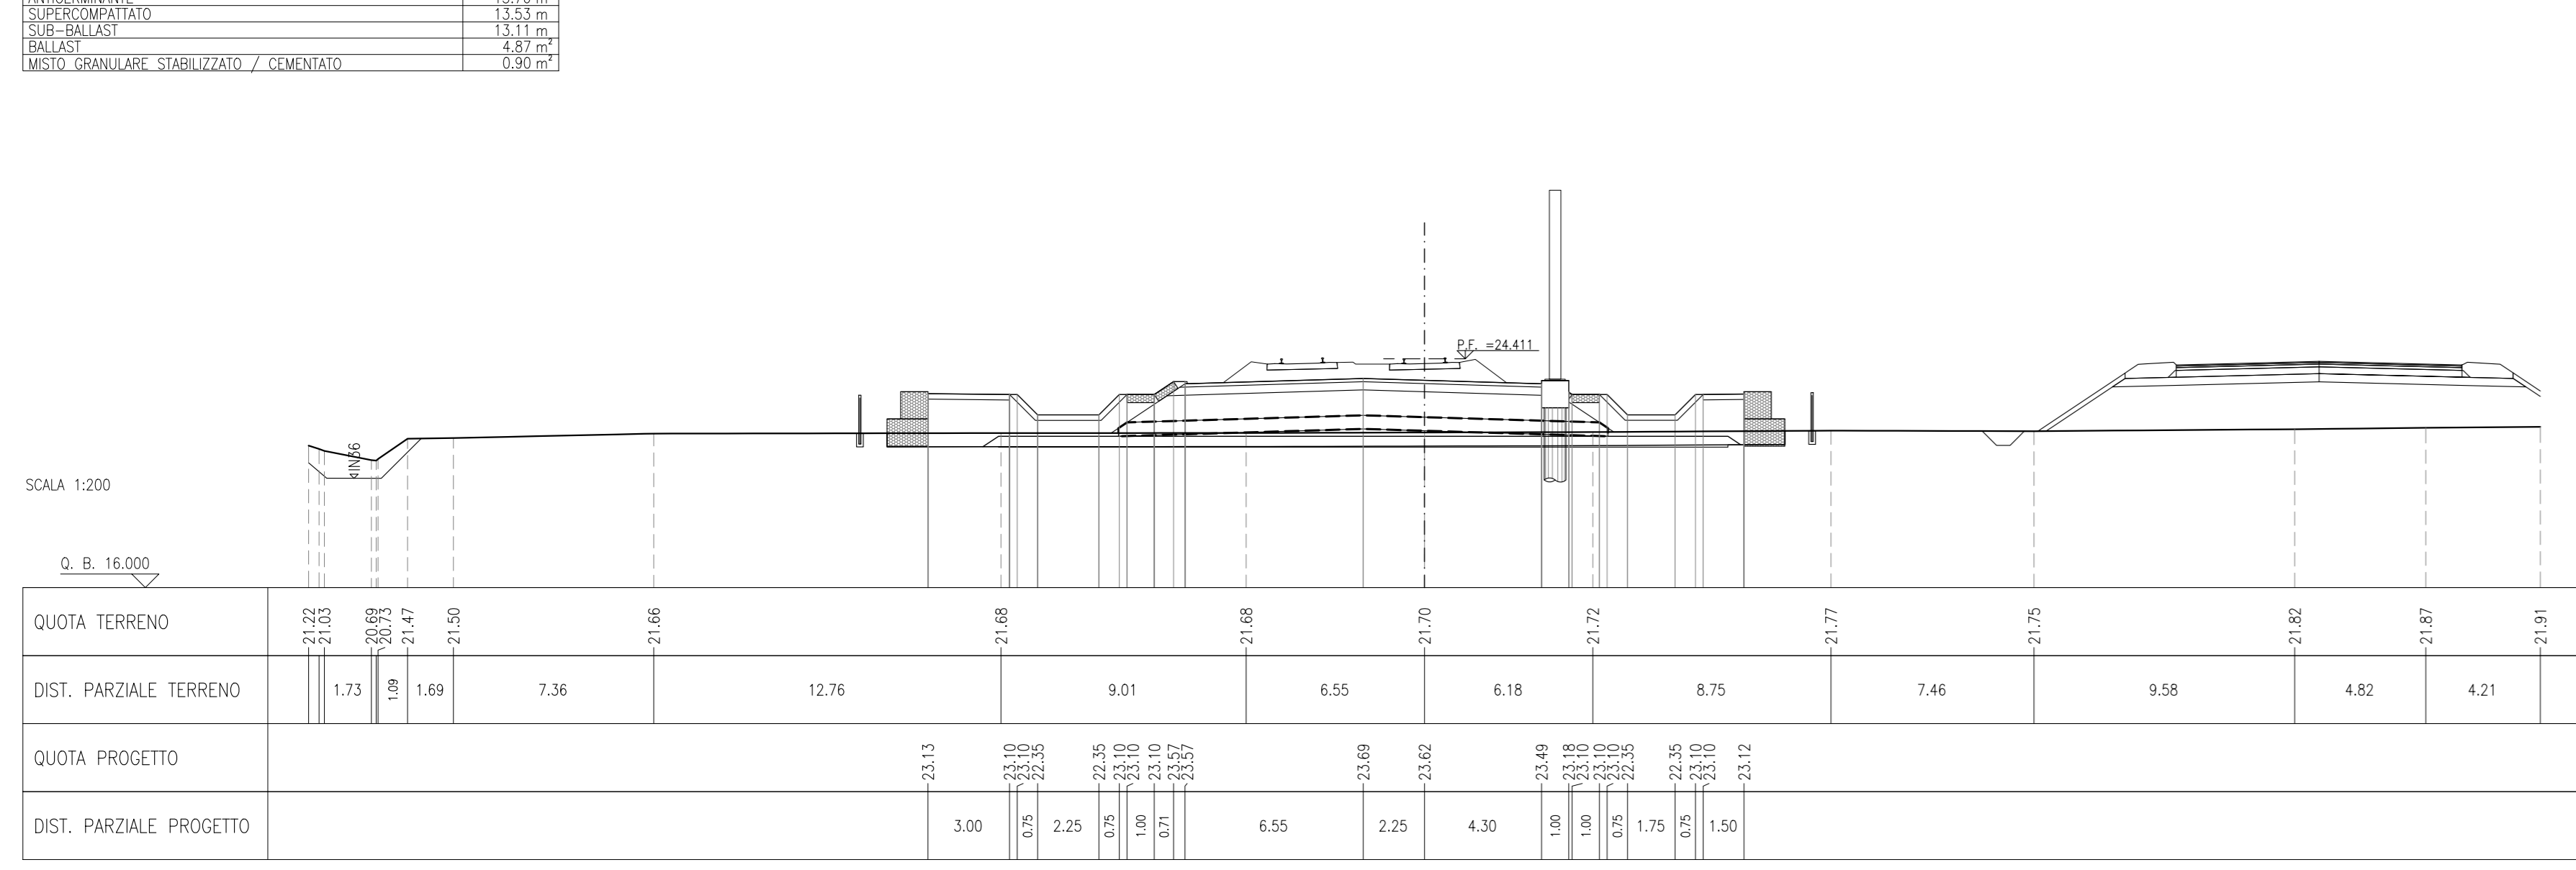 SUPERCOMPATTATO 13.53 m
SUB-BALLAST 13.11 m
BALLAST 4.87 m²
MISTO GRANULARE STABILIZZATO / CEMENTATO 0.90 m²
P.F. =24.411
IN36
SCALA 1:200
Q. B. 16.000
QUOTA TERRENO 21.22 21.03 20.69 20.73 21.47 21.50 21.66 21.68 21.68 21.70 21.72 21.77 21.75 21.82 21.87 21.91
DIST. PARZIALE TERRENO 1.73 1.09 1.69 7.36 12.76 9.01 6.55 6.18 8.75 7.46 9.58 4.82 4.21
QUOTA PROGETTO 23.13 23.10 23.10 22.35 22.35 23.10 23.10 23.10 23.57 23.57 23.69 23.62 23.49 23.18 23.10 23.10 23.10 22.35 22.35 23.10 23.10 23.12
DIST. PARZIALE PROGETTO 3.00 0.75 2.25 0.75 1.00 0.71 6.55 2.25 4.30 1.00 1.00 0.75 1.75 0.75 1.50